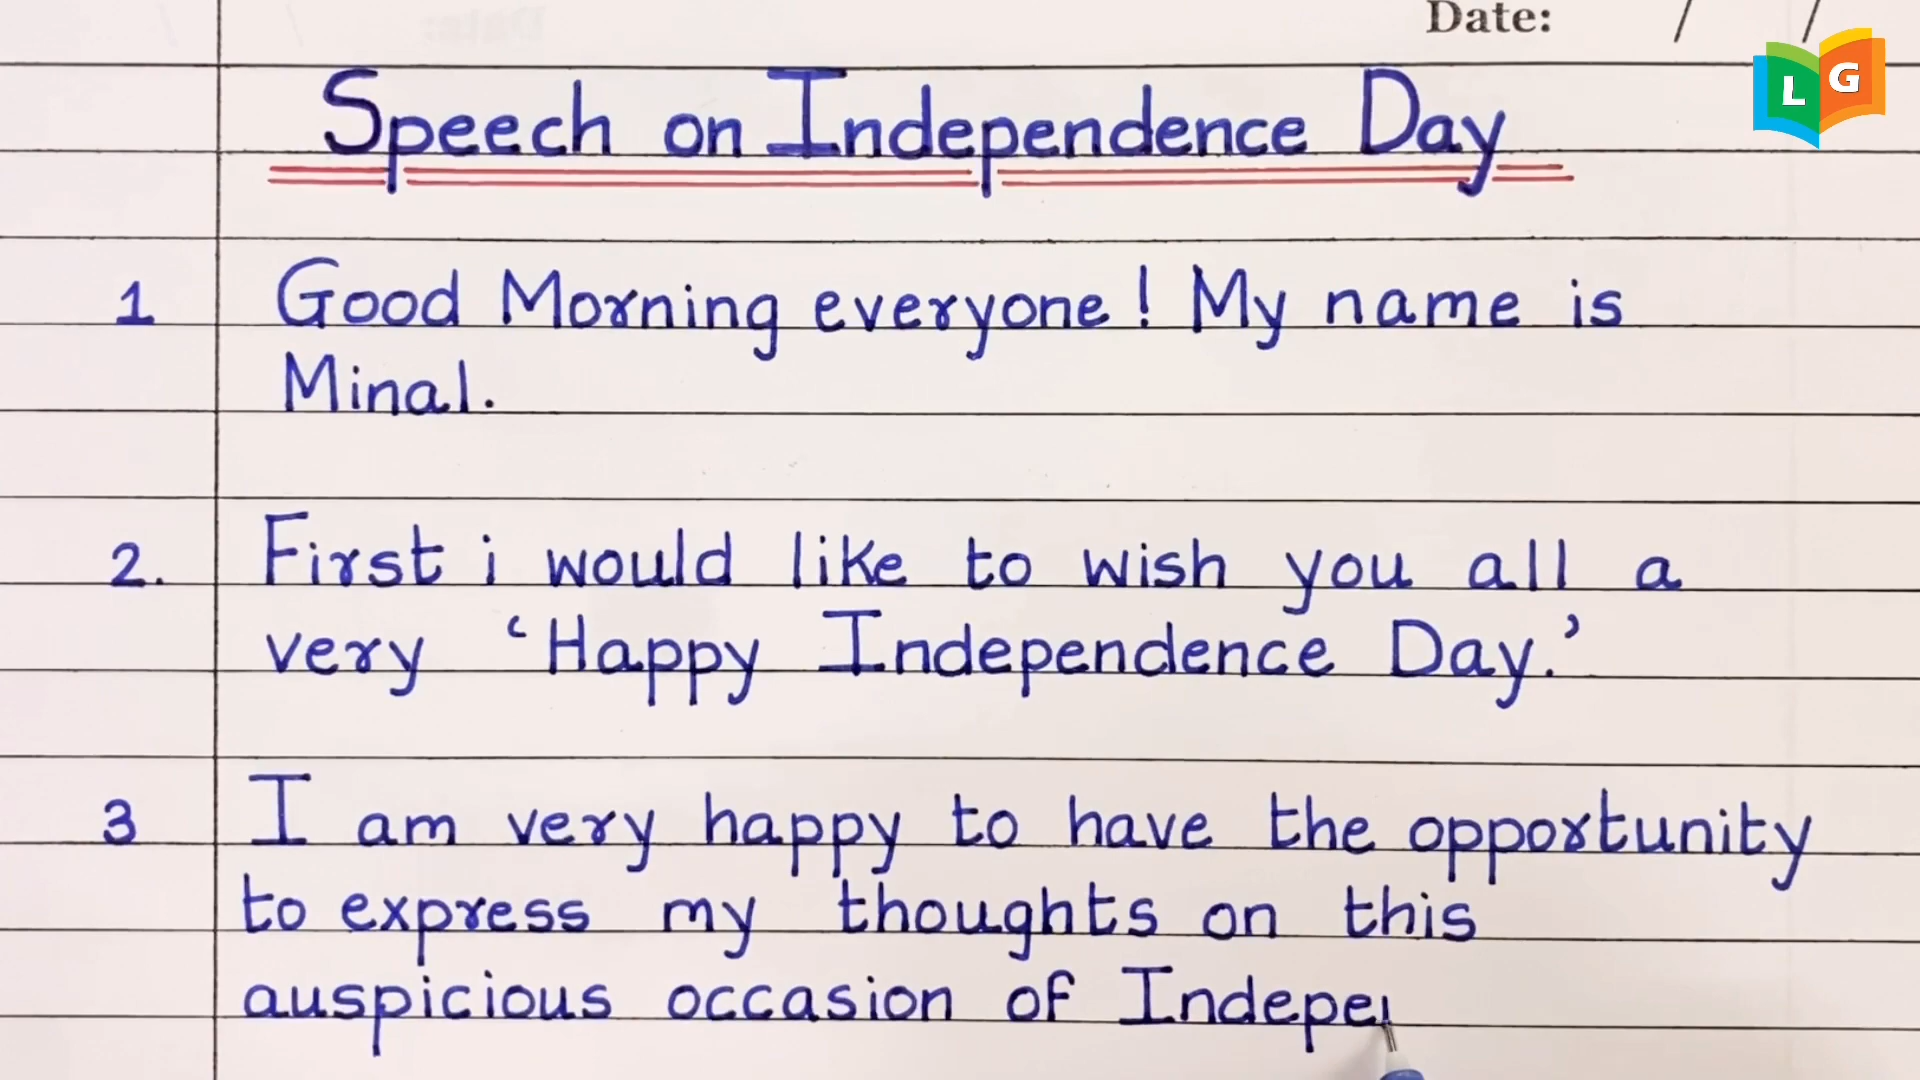 Date: / /
L G
Speech on Independence Day
1 Good Morning everyone! My name is
Minal.
2. First i would like to wish you all a
very ‘Happy Independence Day.’
3 I am very happy to have the opportunity
to express my thoughts on this
auspicious occasion of Indepe